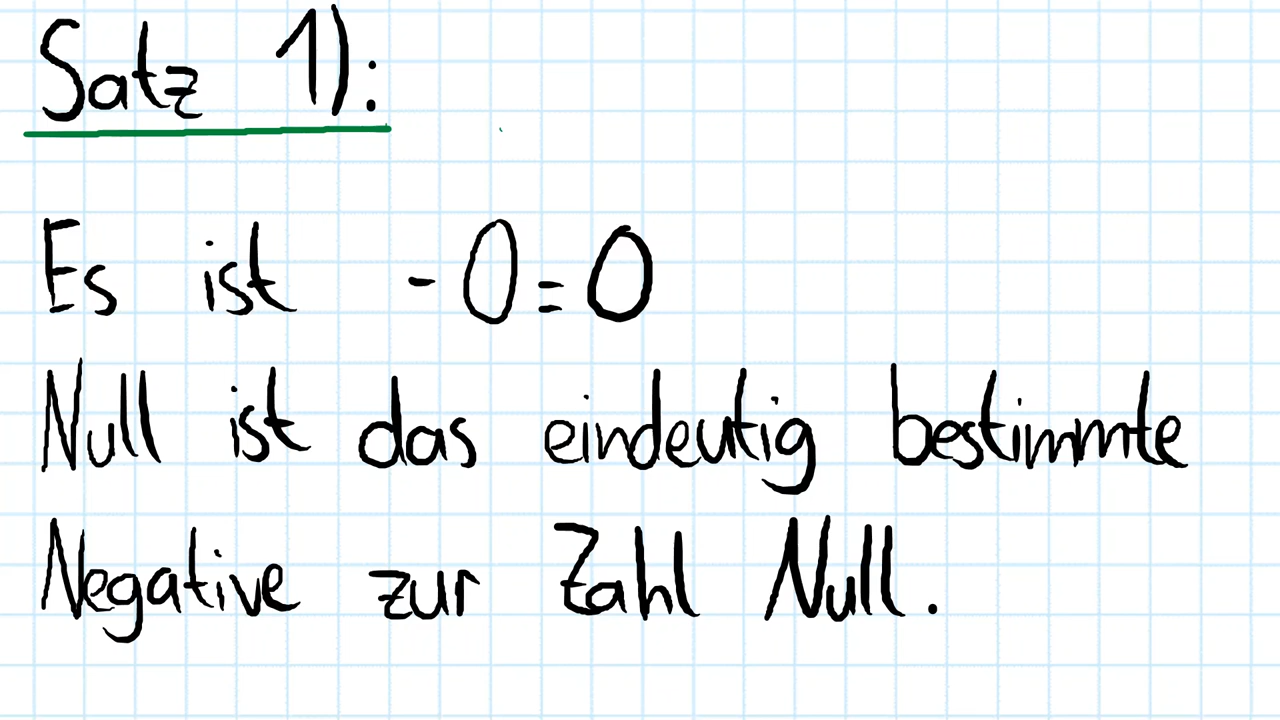 Satz 1):
Es ist -0=0
Null ist das eindeutig bestimmte
Negative zur Zahl Null.